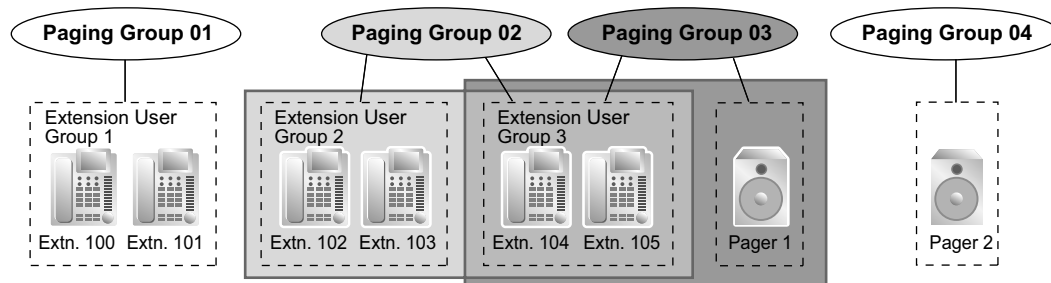 Paging Group 01
Paging Group 02
Paging Group 03
Paging Group 04
Extension User
Group 1
Extension User
Group 2
Extension User
Group 3
Extn. 100 Extn. 101
Extn. 102 Extn. 103
Extn. 104 Extn. 105
Pager 1
Pager 2